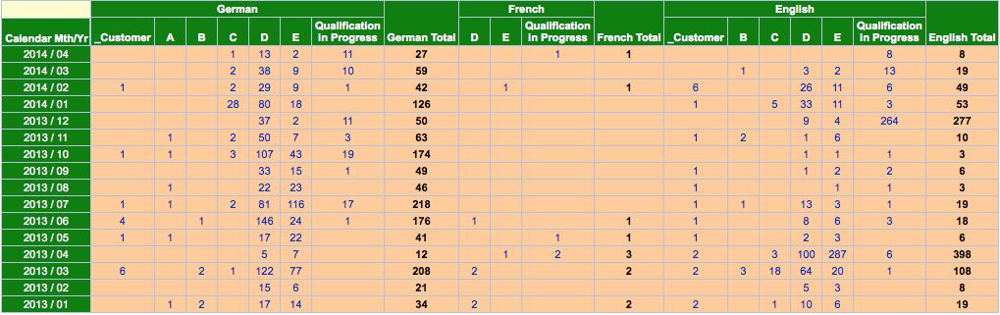 German French English
Calendar Mth/Yr _Customer A B C D E Qualification in Progress German Total D E Qualification in Progress French Total _Customer B C D E Qualification in Progress English Total
2014 / 04 1 13 2 11 27 1 1 8 8
2014 / 03 2 38 9 10 59 1 3 2 13 19
2014 / 02 1 2 29 9 1 42 1 1 6 26 11 6 49
2014 / 01 28 80 18 126 1 5 33 11 3 53
2013 / 12 37 2 11 50 9 4 264 277
2013 / 11 1 2 50 7 3 63 1 2 1 6 10
2013 / 10 1 1 3 107 43 19 174 1 1 1 3
2013 / 09 33 15 1 49 1 1 2 2 6
2013 / 08 1 22 23 46 1 1 1 3
2013 / 07 1 1 2 81 116 17 218 1 1 13 3 1 19
2013 / 06 4 1 146 24 1 176 1 1 1 8 6 3 18
2013 / 05 1 1 17 22 41 1 1 1 2 3 6
2013 / 04 5 7 12 1 2 3 2 3 100 287 6 398
2013 / 03 6 2 1 122 77 208 2 2 2 3 18 64 20 1 108
2013 / 02 15 6 21 5 3 8
2013 / 01 1 2 17 14 34 2 2 2 1 10 6 19